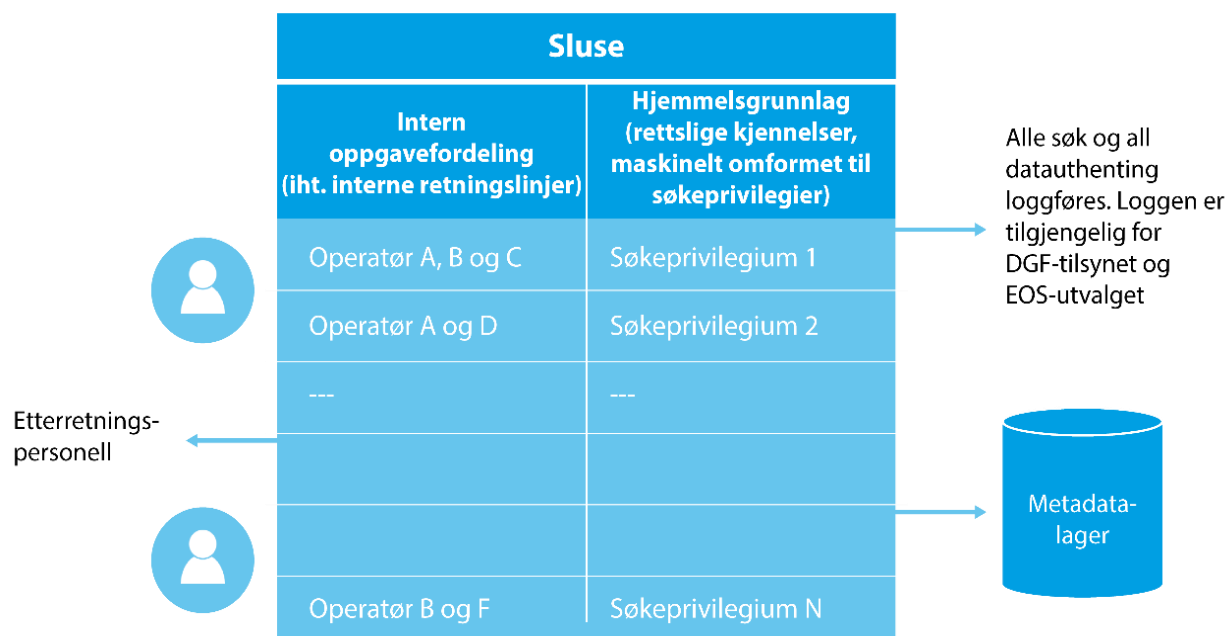 Sluse
Intern
oppgavefordeling
(iht. interne retningslinjer)
Hjemmelsgrunnlag
(rettslige kjennelser,
maskinelt omformet til
søkeprivilegier)
Operatør A, B og C
Søkeprivilegium 1
Operatør A og D
Søkeprivilegium 2
---
---
Operatør B og F
Søkeprivilegium N
Etterretnings-
personell
Alle søk og all
datauthenting
loggføres. Loggen er
tilgjengelig for
DGF-tilsynet og
EOS-utvalget
Metadata-
lager